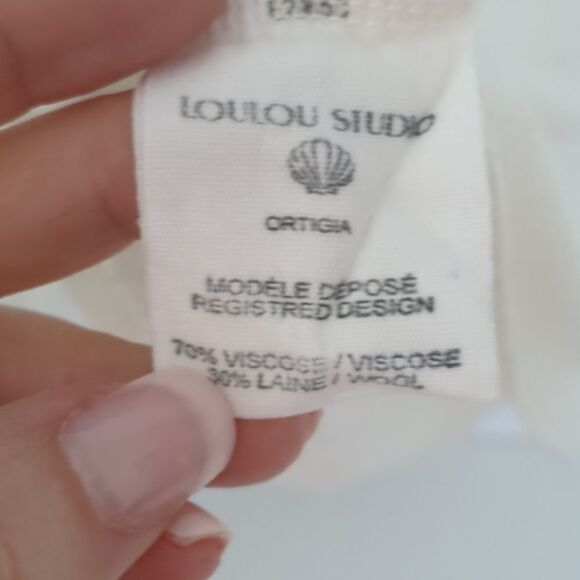 LOULOU STUDIO
ORTIGIA
MODÈLE DÉPOSÉ
REGISTRED DESIGN
70% VISCOSE / VISCOSE
30% LAINE / WOOL